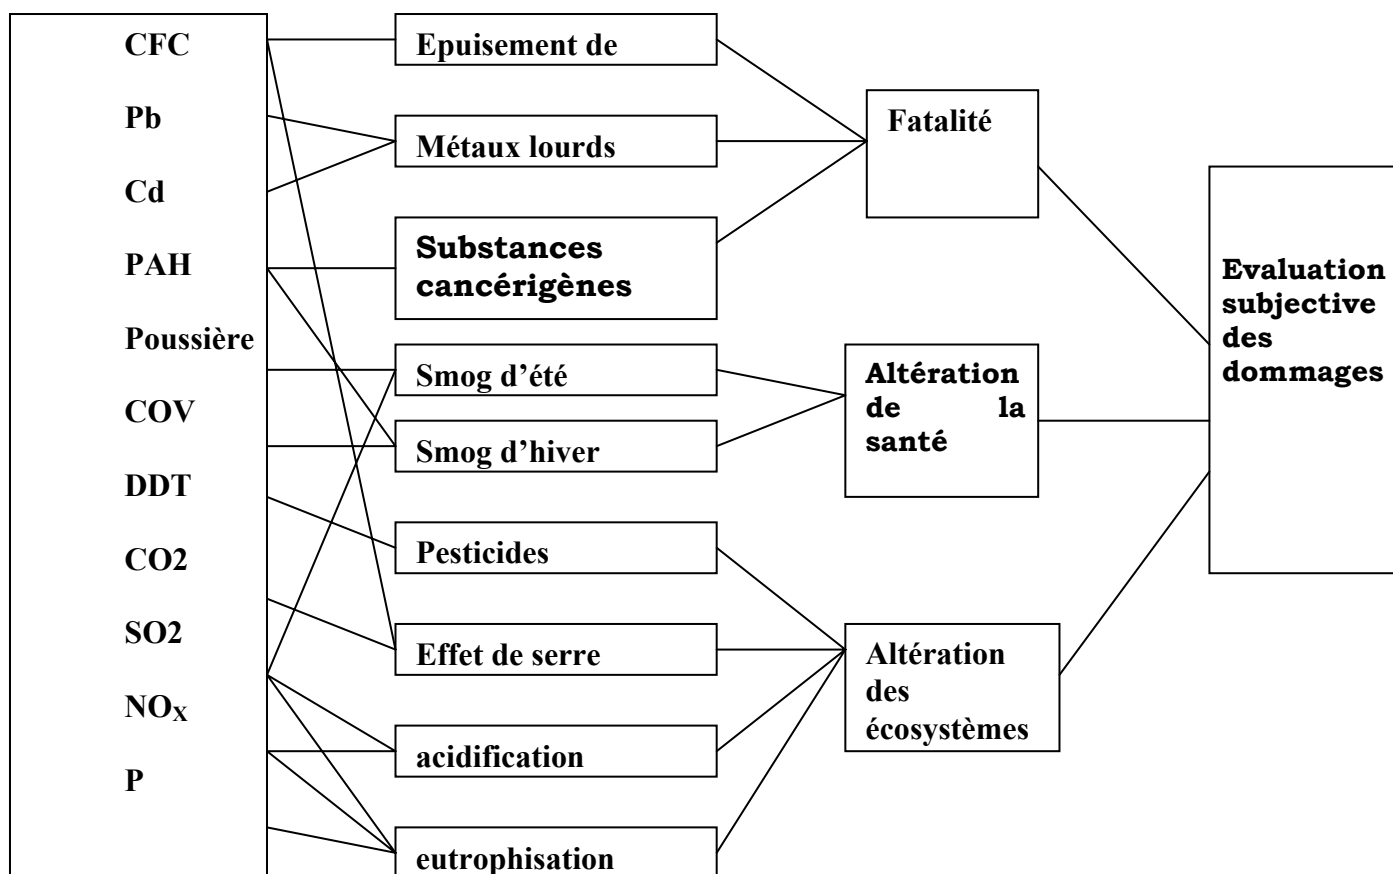 CFC
Pb
Cd
PAH
Poussière
COV
DDT
CO2
SO2
NOX
P
Epuisement de
Métaux lourds
Substances
cancérigènes
Smog d'été
Smog d'hiver
Pesticides
Effet de serre
acidification
eutrophisation
Fatalité
Altération
de la
santé
Altération
des
écosystèmes
Evaluation
subjective
des
dommages